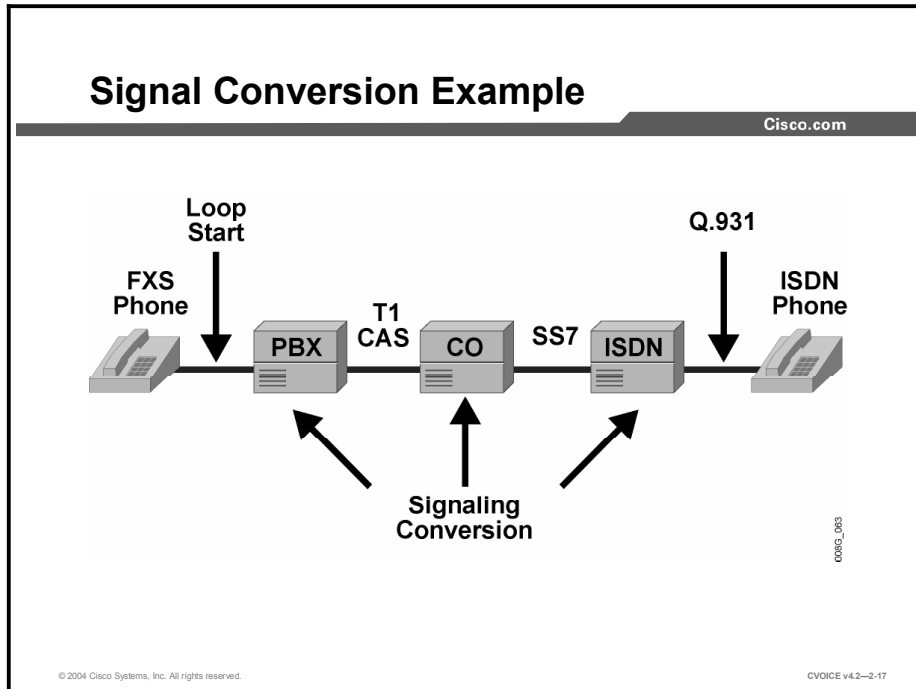 Signal Conversion Example
Cisco.com
Loop
Start
Q.931
FXS
Phone
ISDN
Phone
T1
CAS
SS7
PBX
CO
ISDN
Signaling
Conversion
008G_063
© 2004 Cisco Systems, Inc. All rights reserved.
CVOICE v4.2—2-17